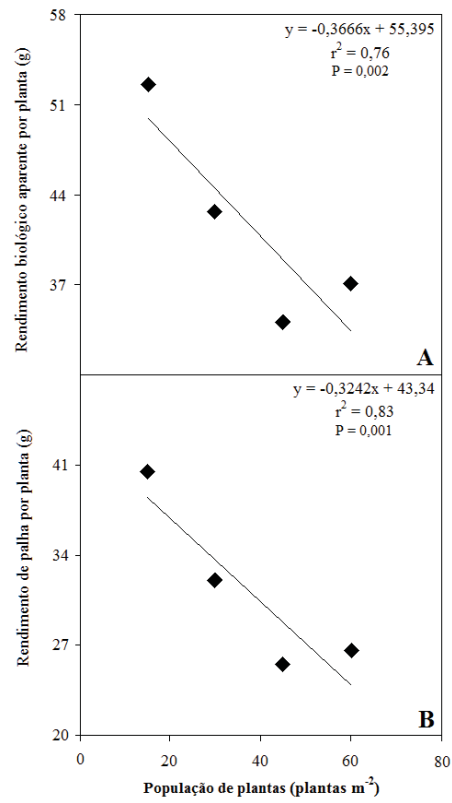 58
y = -0,3666x + 55,395
r² = 0,76
P = 0,002
51
44
37
Rendimento biológico aparente por planta (g)
A
y = -0,3242x + 43,34
r² = 0,83
P = 0,001
41
34
27
20
Rendimento de palha por planta (g)
B
0 20 40 60 80
População de plantas (plantas m⁻²)